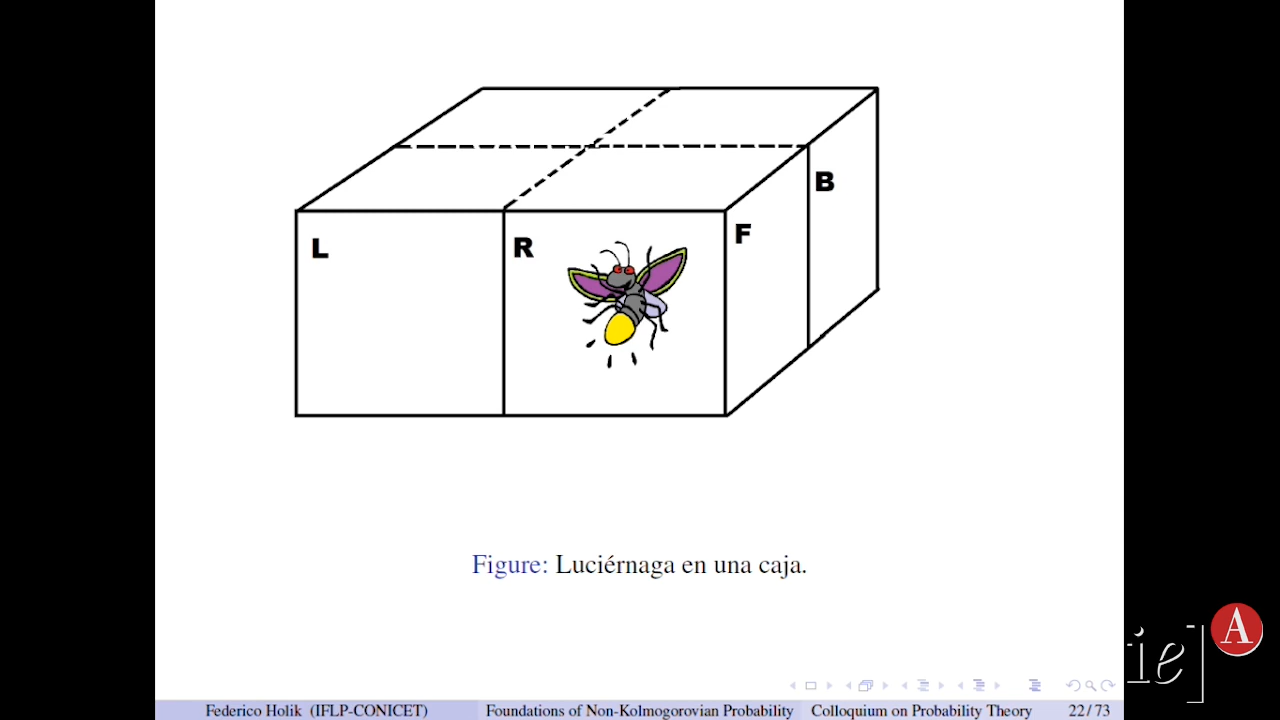 B
F
L
R
Figure: Luciérnaga en una caja.
ie]
A
Federico Holik (IFLP-CONICET) Foundations of Non-Kolmogorovian Probability Colloquium on Probability Theory 22 / 73